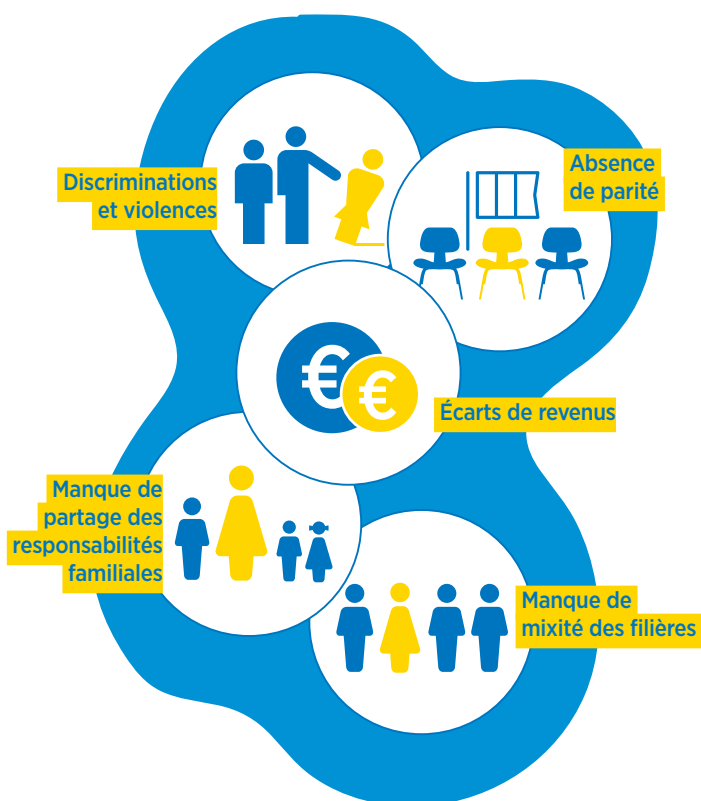 Discriminations
et violences
Absence
de parité
€
€
Écarts de revenus
Manque de
partage des
responsabilités
familiales
Manque de
mixité des filières